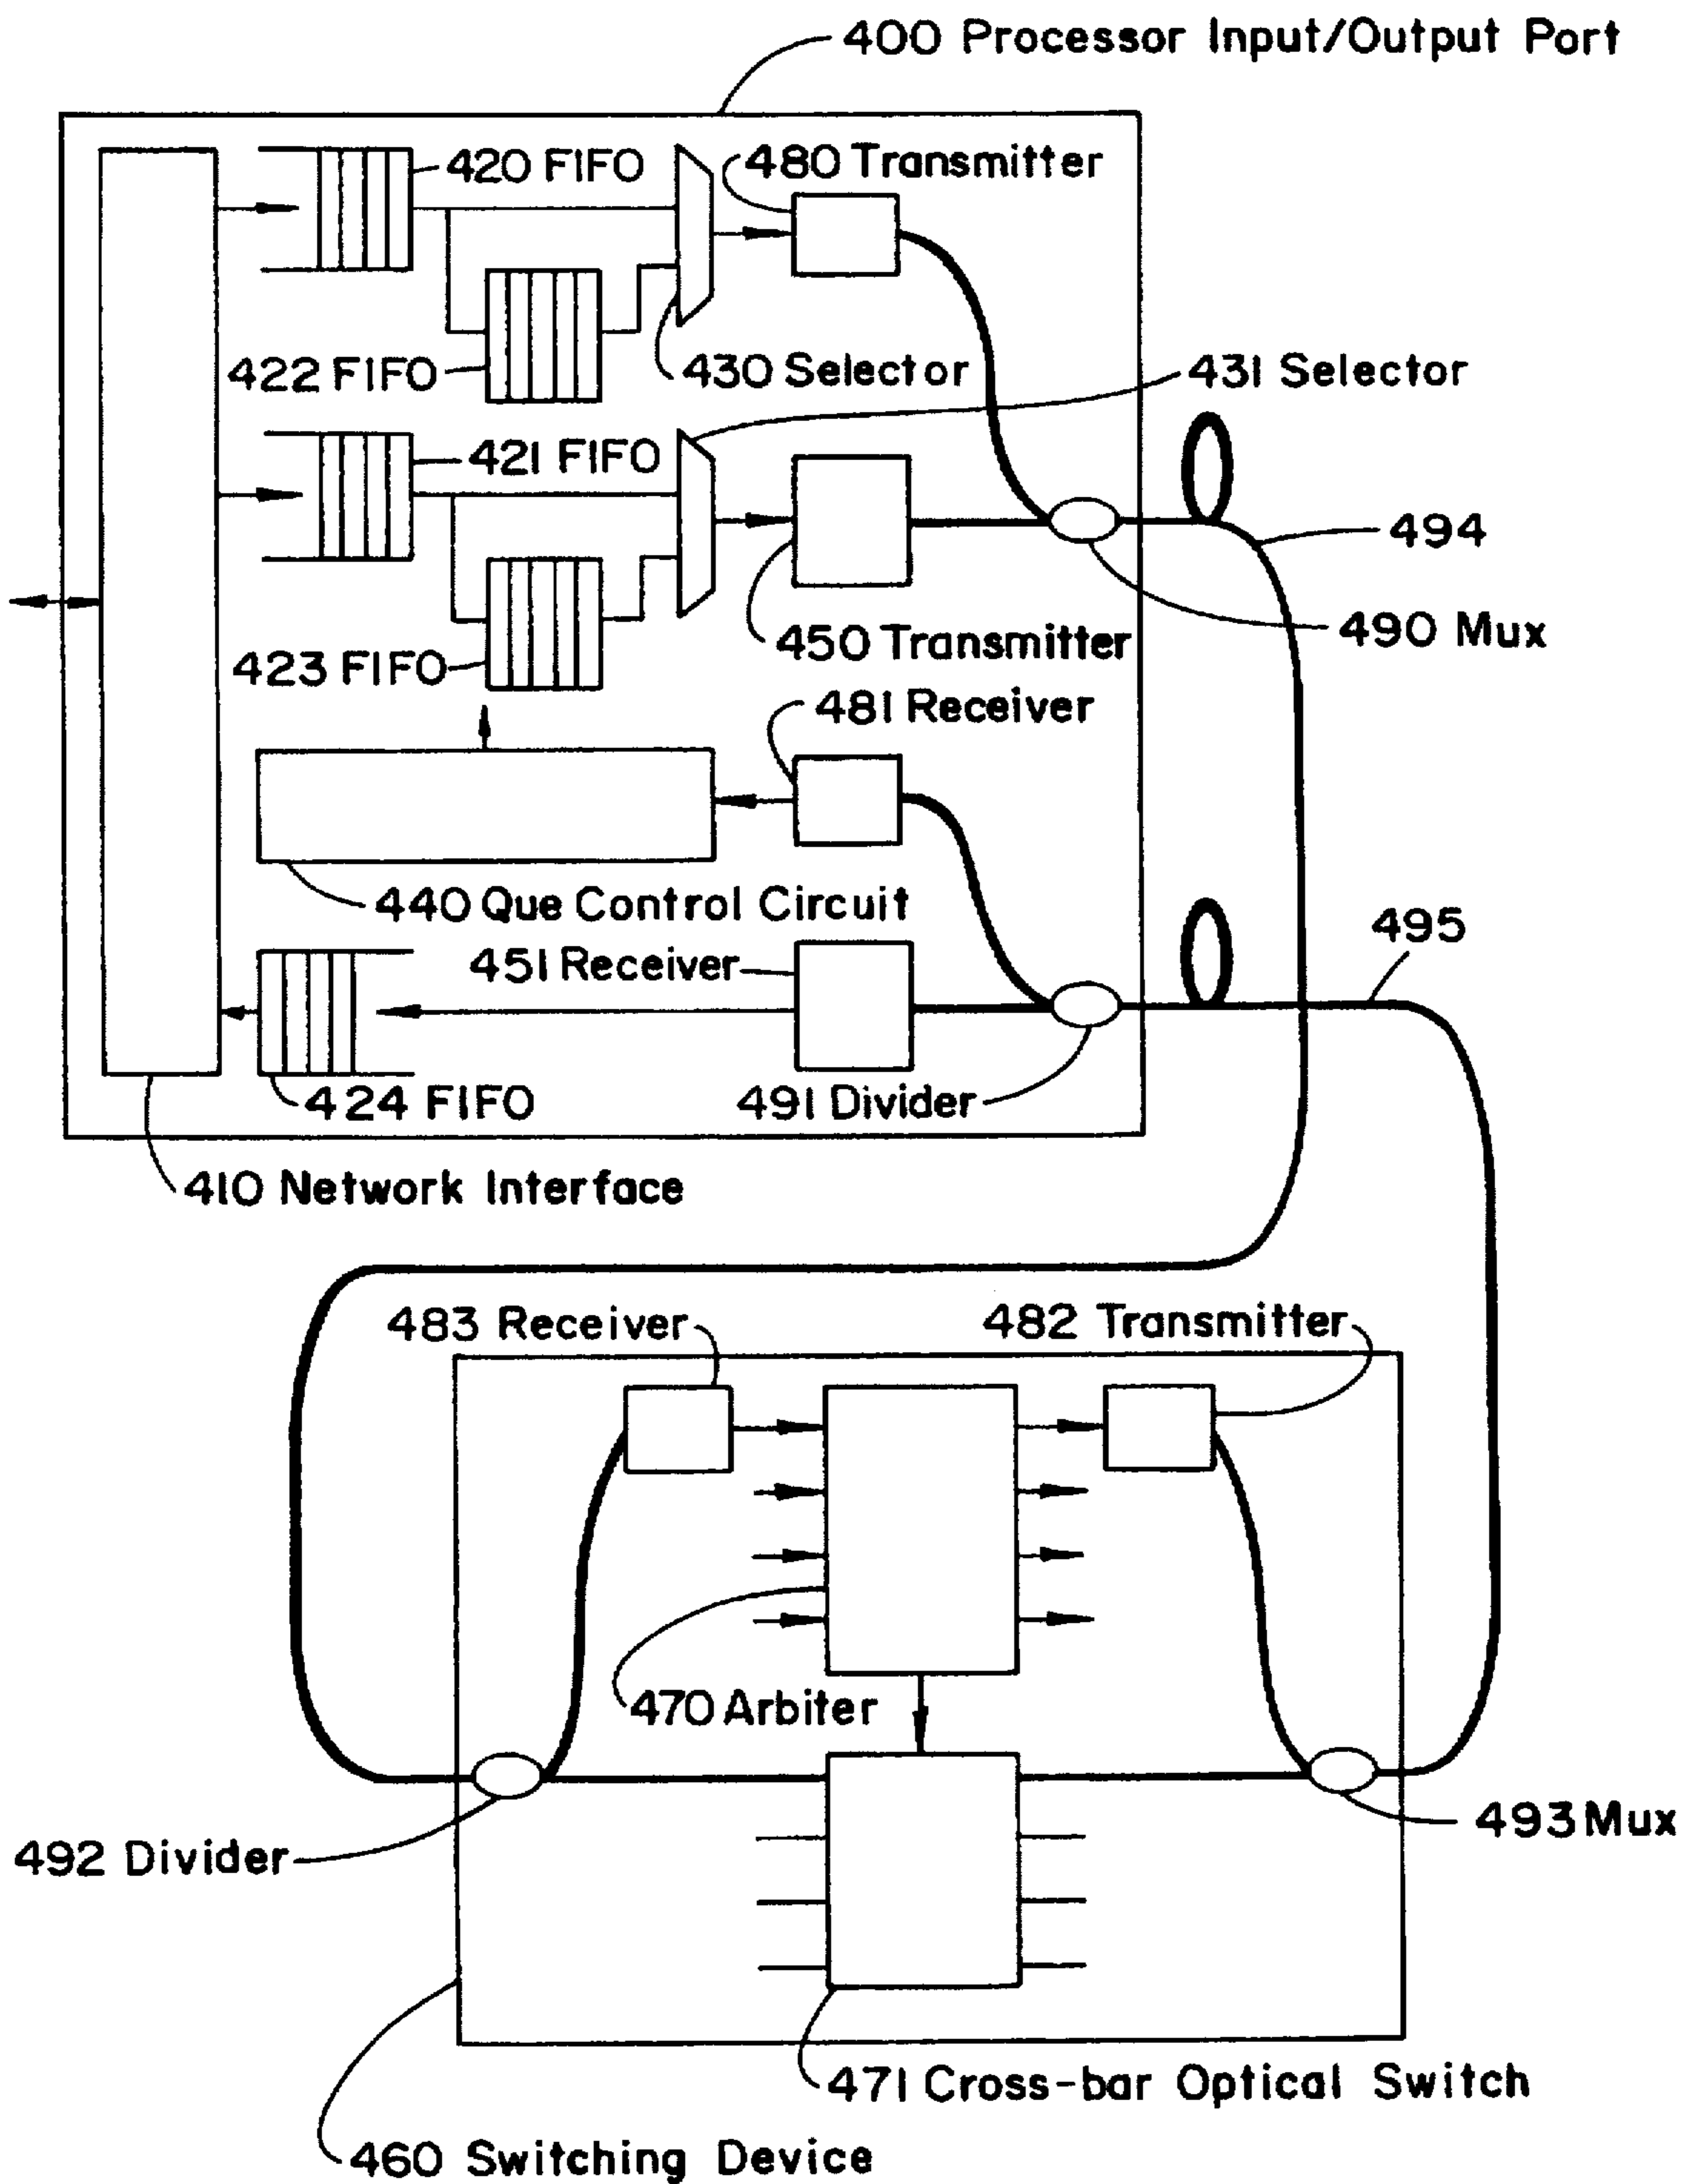 400 Processor Input/Output Port
420 FIFO
480 Transmitter
422 FIFO
430 Selector
431 Selector
421 FIFO
494
450 Transmitter
490 Mux
423 FIFO
481 Receiver
440 Que Control Circuit
495
451 Receiver
424 FIFO
491 Divider
410 Network Interface
483 Receiver
482 Transmitter
470 Arbiter
493 Mux
492 Divider
471 Cross-bar Optical Switch
460 Switching Device